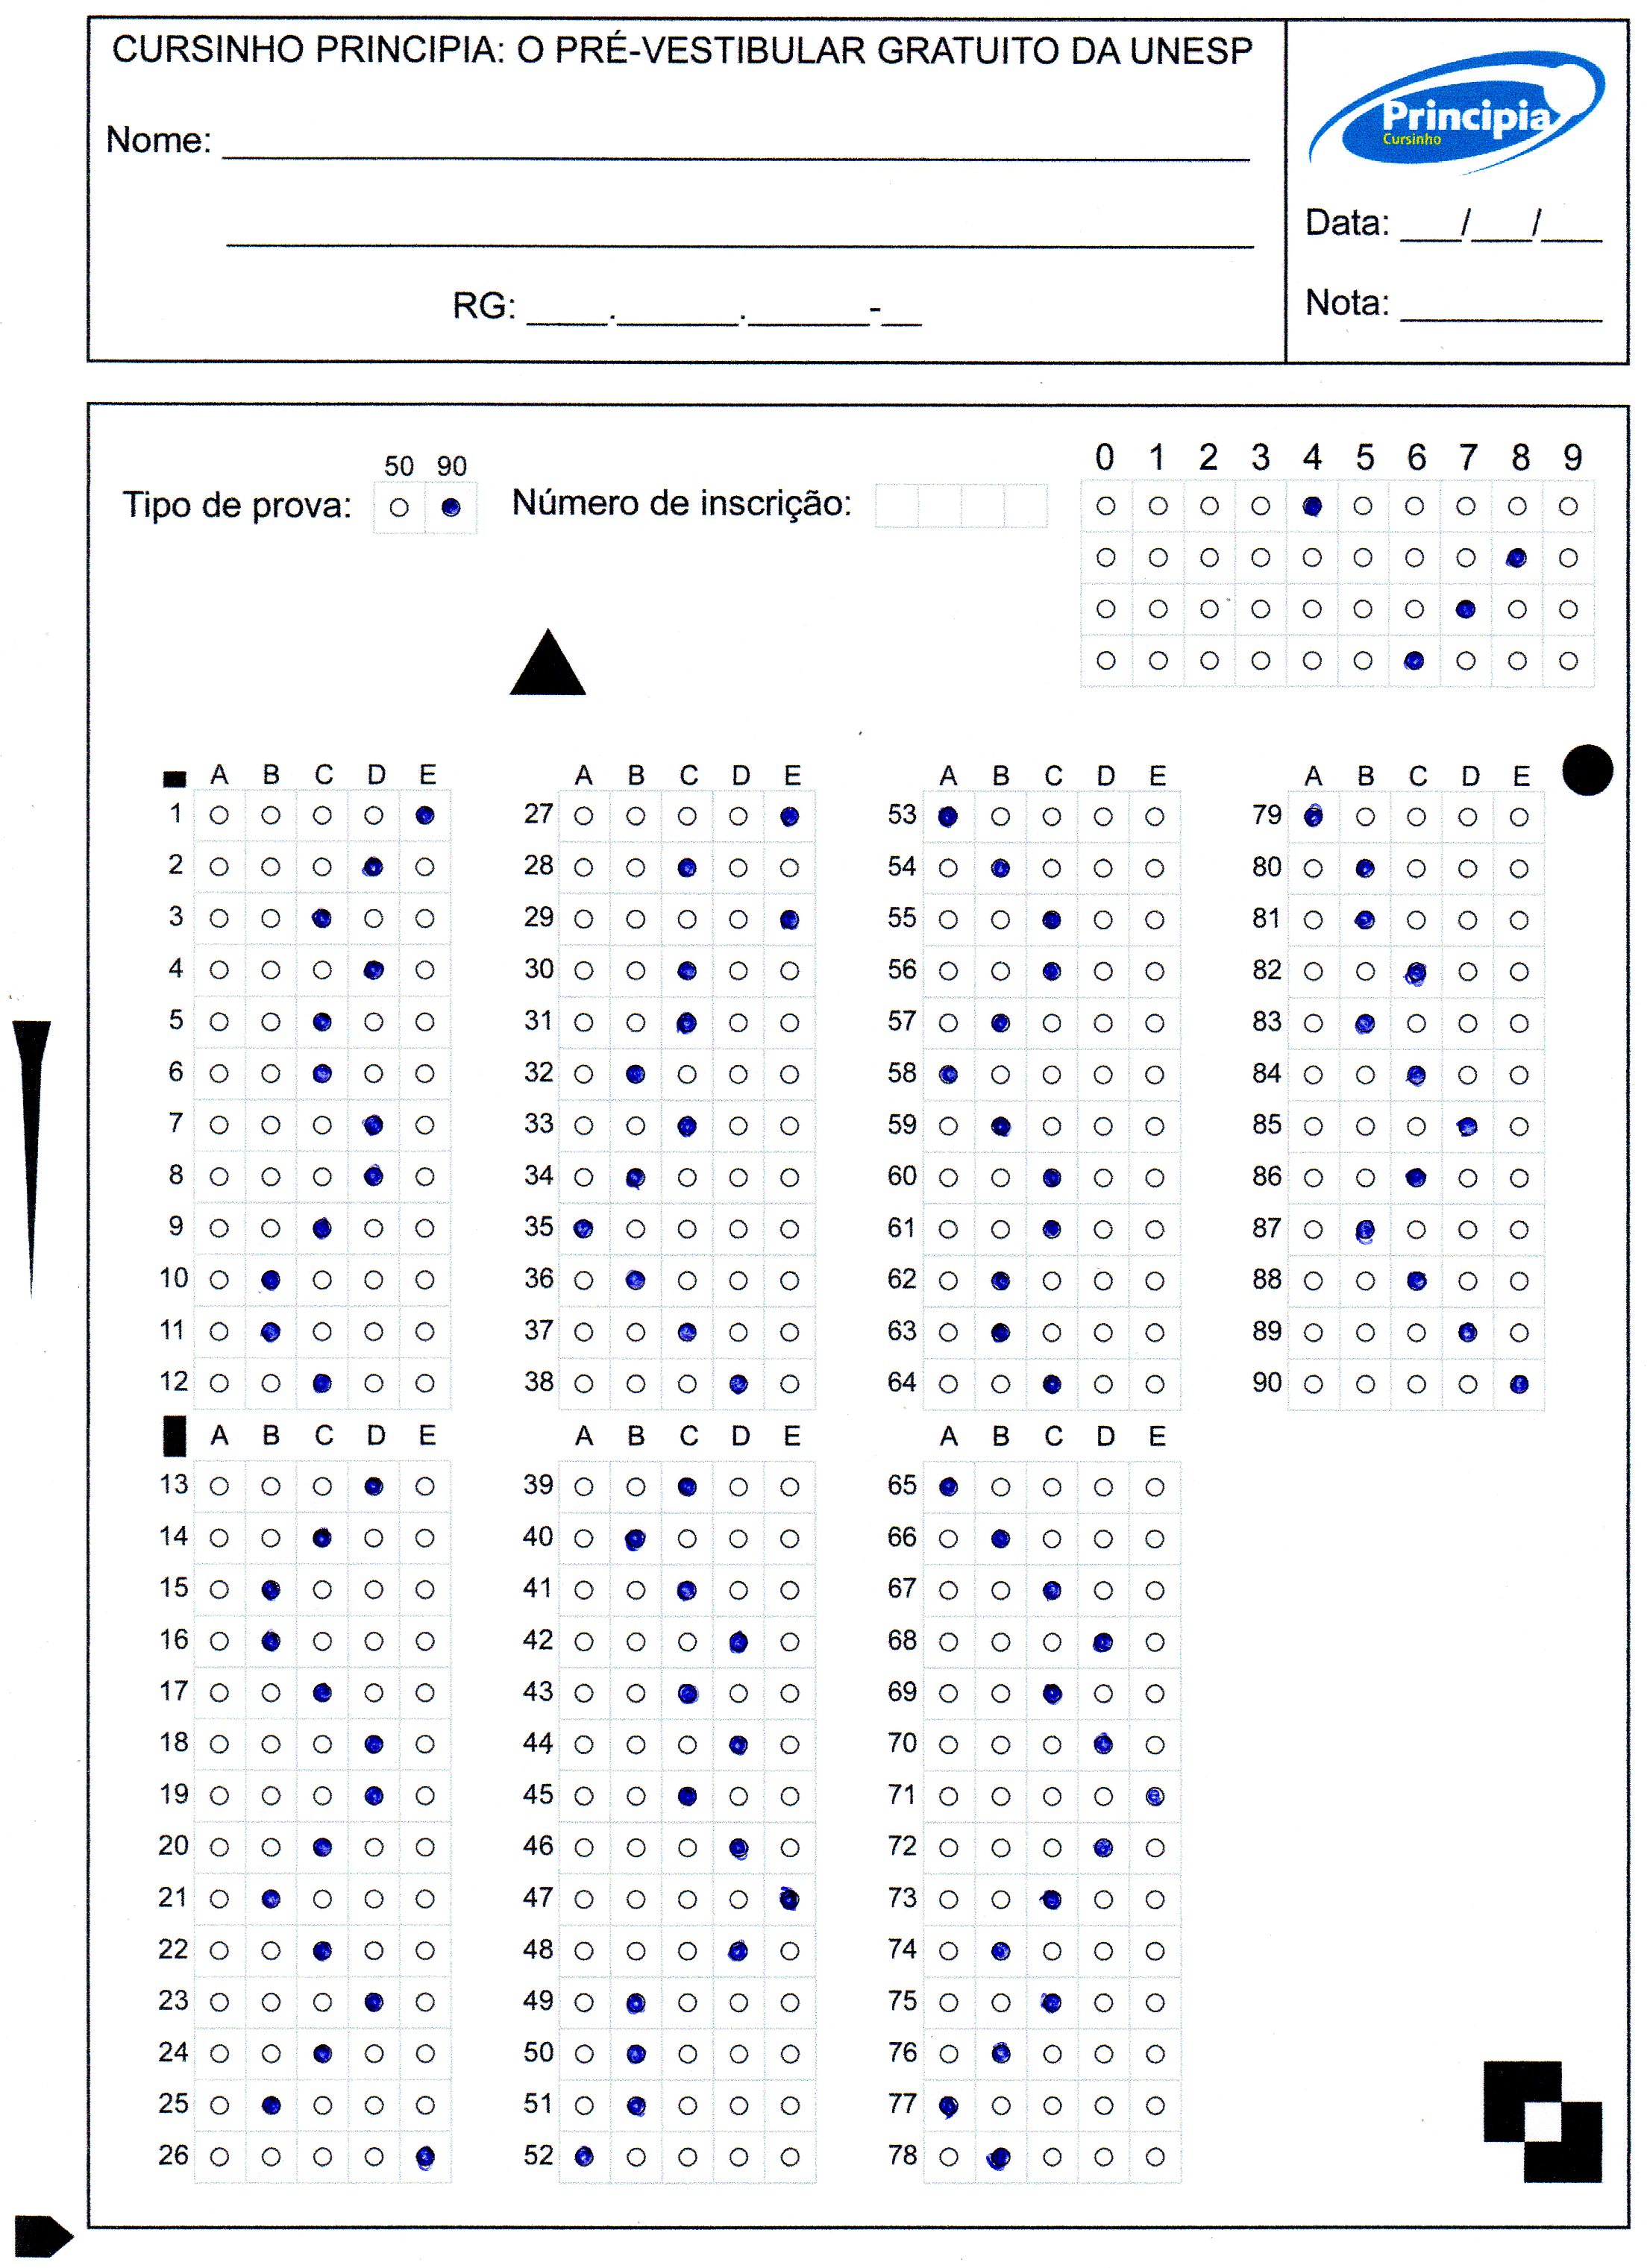 CURSINHO PRINCIPIA: O PRÉ-VESTIBULAR GRATUITO DA UNESP
Principia
Cursinho
Nome: ____
Data: ___/___/___
RG: ____.______.______-__
Nota: ____
0 1 2 3 4 5 6 7 8 9
50 90
Tipo de prova: Número de inscrição:
A B C D E A B C D E A B C D E A B C D E
1 27 53 79
2 28 54 80
3 29 55 81
4 30 56 82
5 31 57 83
6 32 58 84
7 33 59 85
8 34 60 86
9 35 61 87
10 36 62 88
11 37 63 89
12 38 64 90
A B C D E A B C D E A B C D E
13 39 65
14 40 66
15 41 67
16 42 68
17 43 69
18 44 70
19 45 71
20 46 72
21 47 73
22 48 74
23 49 75
24 50 76
25 51 77
26 52 78